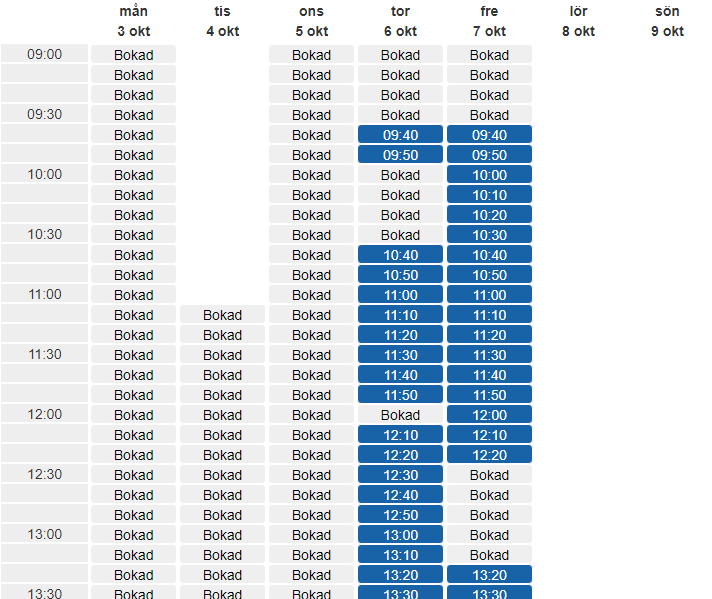 mån tis ons tor fre lör sön
3 okt 4 okt 5 okt 6 okt 7 okt 8 okt 9 okt
09:00 Bokad Bokad Bokad Bokad
Bokad Bokad Bokad Bokad
Bokad Bokad Bokad Bokad
09:30 Bokad Bokad Bokad Bokad
Bokad Bokad 09:40 09:40
Bokad Bokad 09:50 09:50
10:00 Bokad Bokad Bokad 10:00
Bokad Bokad Bokad 10:10
Bokad Bokad Bokad 10:20
10:30 Bokad Bokad Bokad 10:30
Bokad Bokad 10:40 10:40
Bokad Bokad 10:50 10:50
11:00 Bokad Bokad 11:00 11:00
Bokad Bokad Bokad 11:10 11:10
Bokad Bokad Bokad 11:20 11:20
11:30 Bokad Bokad Bokad 11:30 11:30
Bokad Bokad Bokad 11:40 11:40
Bokad Bokad Bokad 11:50 11:50
12:00 Bokad Bokad Bokad Bokad 12:00
Bokad Bokad Bokad 12:10 12:10
Bokad Bokad Bokad 12:20 12:20
12:30 Bokad Bokad Bokad 12:30 Bokad
Bokad Bokad Bokad 12:40 Bokad
Bokad Bokad Bokad 12:50 Bokad
13:00 Bokad Bokad Bokad 13:00 Bokad
Bokad Bokad Bokad 13:10 Bokad
Bokad Bokad Bokad 13:20 13:20
13:30 Bokad Bokad Bokad 13:30 13:30